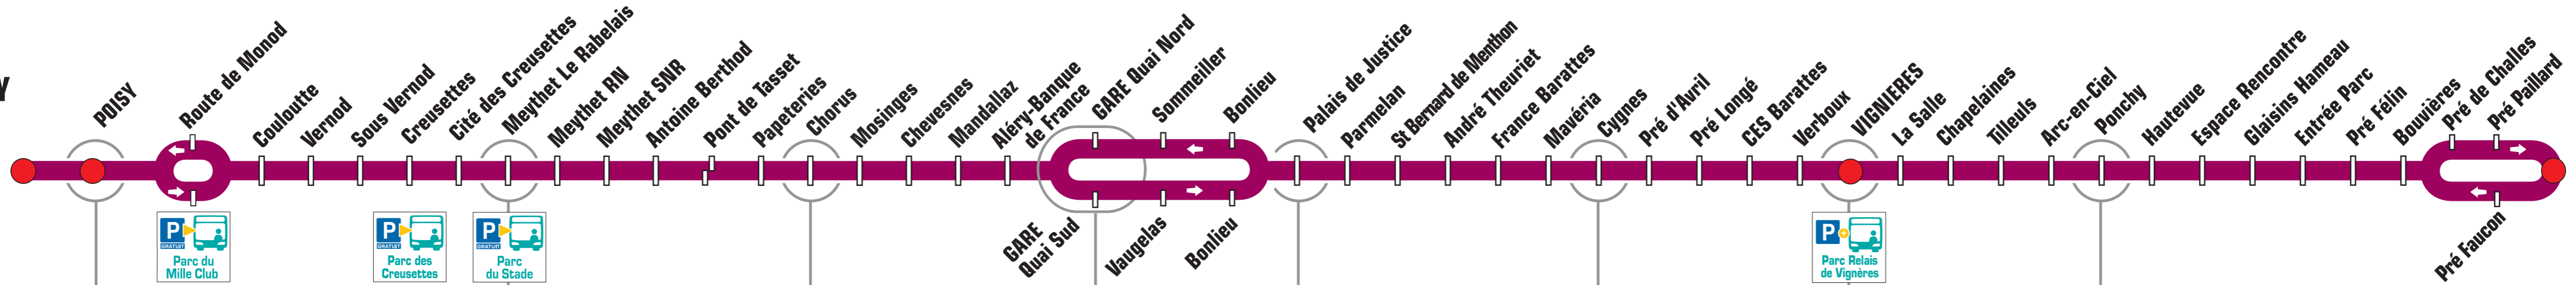 Y
POISY
Route de Monod
Couloutte
Vernod
Sous Vernod
Creusettes
Cité des Creusettes
Meythet Le Rabelais
Meythet RN
Meythet SNR
Antoine Berthod
Pont de Tasset
Papeteries
Chorus
Mosinges
Chevesnes
Mandallaz
Aléry-Banque
de France
GARE Quai Nord
Sommeiller
Bonlieu
Palais de Justice
Parmelan
St Bernard de Menthon
André Theuriet
France Barattes
Mavéria
Cygnes
Pré d'Avril
Pré Longé
CES Barattes
Verboux
VIGNIERES
La Salle
Chapelaines
Tilleuls
Arc-en-Ciel
Ponchy
Hautevue
Espace Rencontre
Glaisins Hameau
Entrée Parc
Pré Félin
Bouvières
Pré de Challes
Pré Paillard
GARE
Quai Sud
Vaugelas
Bonlieu
Pré Faucon
P
GRATUIT
Parc du
Mille Club
P
GRATUIT
Parc des
Creusettes
P
GRATUIT
Parc
du Stade
P+
Parc Relais
de Vignères